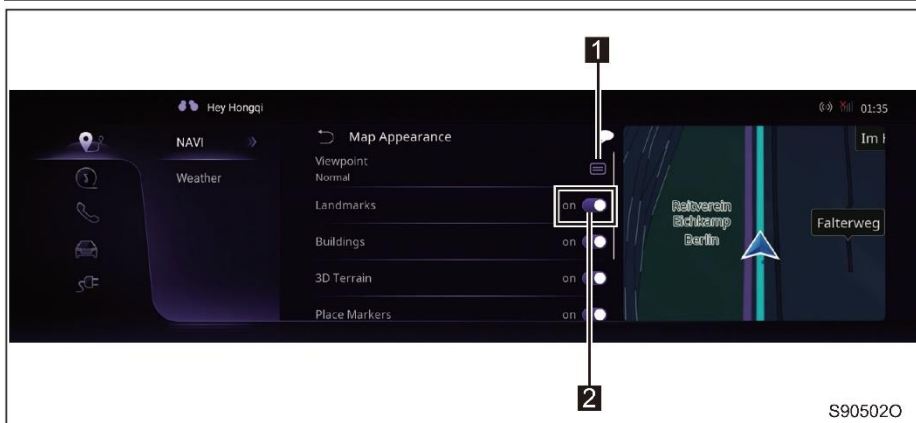 1
Hey Hongqi
01:35
NAVI
Map Appearance
Weather
Viewpoint
Normal
Landmarks on
Buildings on
3D Terrain on
Place Markers on
Im
Reitverein
Eichkamp
Berlin
Falterweg
2
S90502O